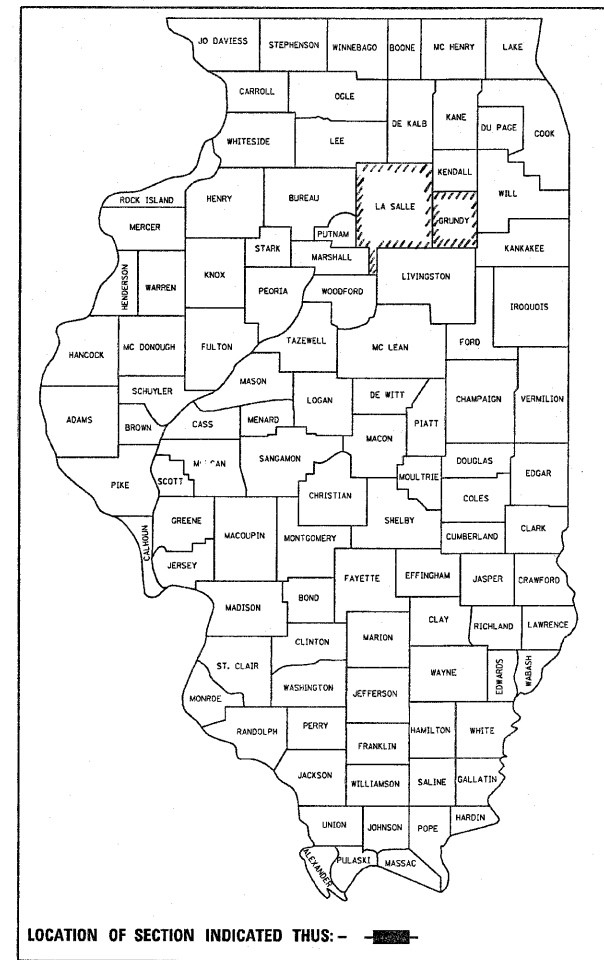 JO DAVIESS
STEPHENSON
WINNEBAGO
BOONE
MC HENRY
LAKE
CARROLL
OGLE
DE KALB
KANE
DU PAGE
COOK
WHITESIDE
LEE
KENDALL
WILL
ROCK ISLAND
HENRY
BUREAU
LA SALLE
GRUNDY
MERCER
PUTNAM
KANKAKEE
STARK
MARSHALL
HENDERSON
WARREN
KNOX
PEORIA
WOODFORD
LIVINGSTON
IROQUOIS
HANCOCK
MC DONOUGH
FULTON
TAZEWELL
MC LEAN
FORD
SCHUYLER
MASON
LOGAN
DE WITT
CHAMPAIGN
VERMILION
ADAMS
BROWN
CASS
MENARD
MACON
PIATT
SANGAMON
DOUGLAS
EDGAR
PIKE
SCOTT
CHRISTIAN
MOULTRIE
COLES
CALHOUN
GREENE
MACOUPIN
MONTGOMERY
SHELBY
CUMBERLAND
CLARK
JERSEY
FAYETTE
EFFINGHAM
JASPER
CRAWFORD
MADISON
BOND
CLAY
RICHLAND
LAWRENCE
CLINTON
MARION
ST. CLAIR
WAYNE
EDWARDS
WABASH
WASHINGTON
JEFFERSON
MONROE
RANDOLPH
PERRY
HAMILTON
WHITE
FRANKLIN
JACKSON
WILLIAMSON
SALINE
GALLATIN
UNION
JOHNSON
POPE
HARDIN
ALEXANDER
PULASKI
MASSAC
LOCATION OF SECTION INDICATED THUS: -